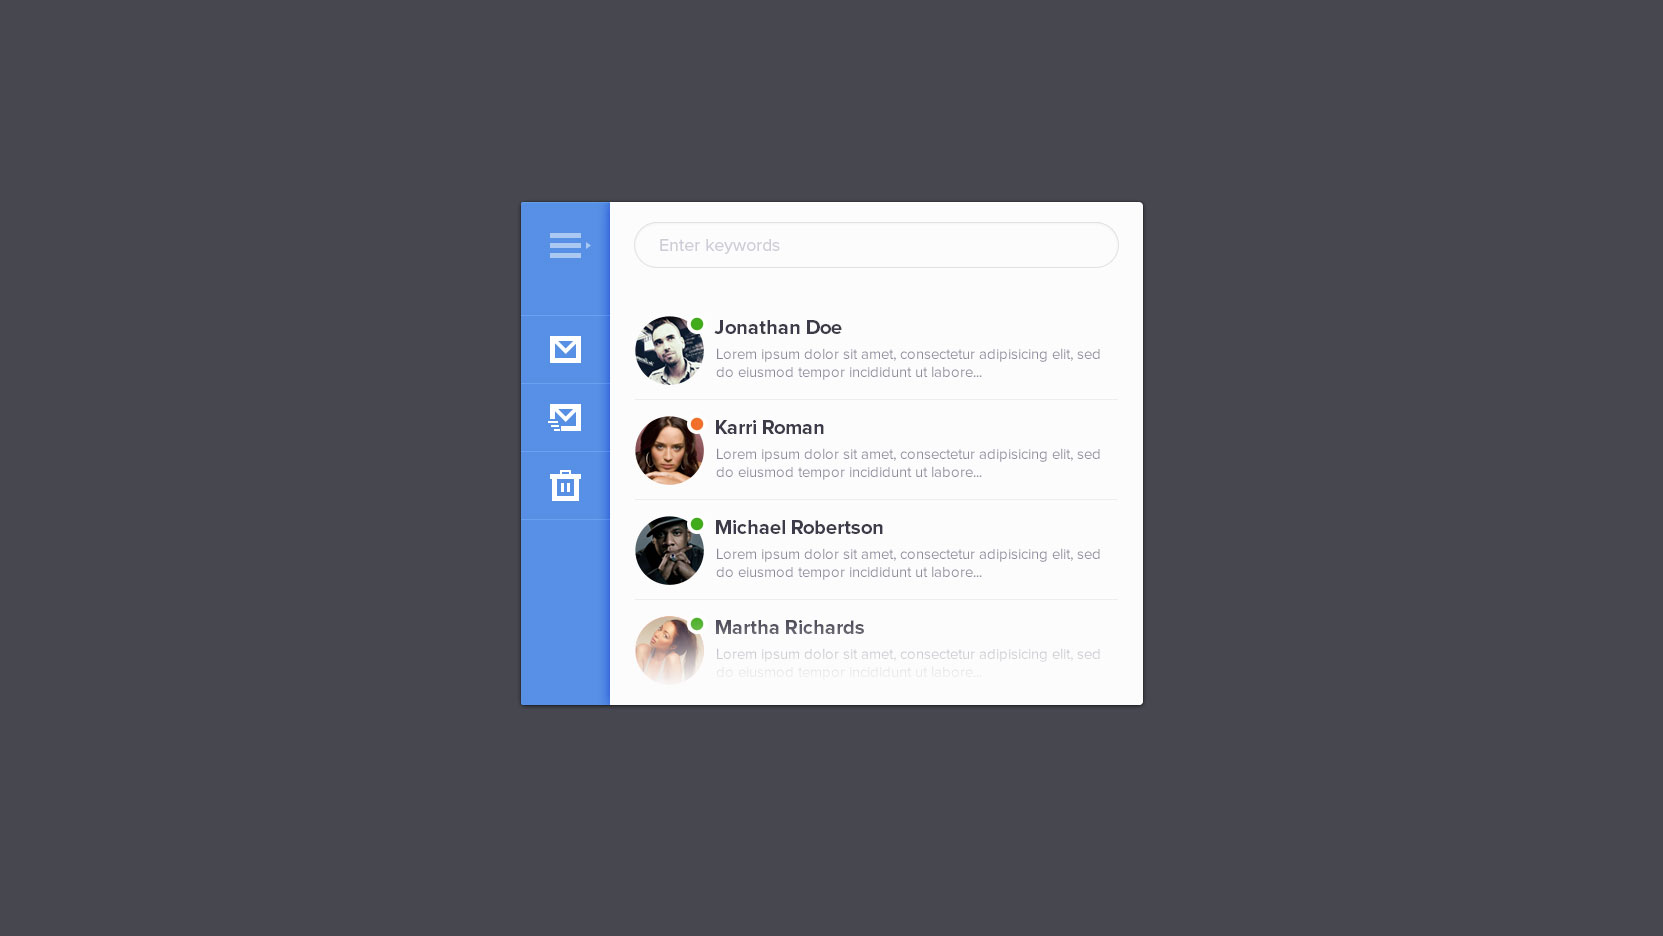 Enter keywords
Jonathan Doe
Lorem ipsum dolor sit amet, consectetur adipisicing elit, sed
do eiusmod tempor incididunt ut labore...
Karri Roman
Lorem ipsum dolor sit amet, consectetur adipisicing elit, sed
do eiusmod tempor incididunt ut labore...
Michael Robertson
Lorem ipsum dolor sit amet, consectetur adipisicing elit, sed
do eiusmod tempor incididunt ut labore...
Martha Richards
Lorem ipsum dolor sit amet, consectetur adipisicing elit, sed
do eiusmod tempor incididunt ut labore...